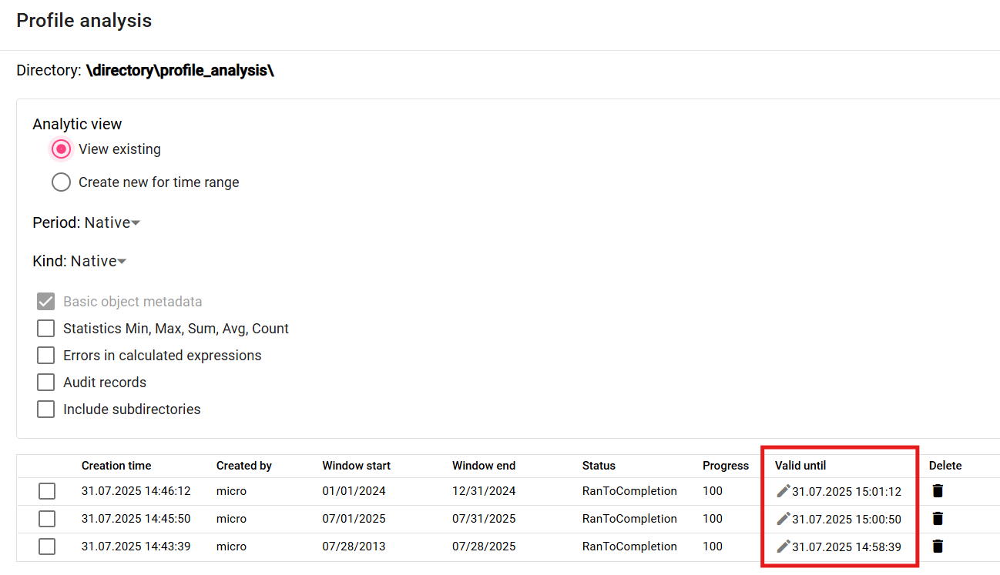 Profile analysis
Directory: \directory\profile_analysis\
Analytic view
View existing
Create new for time range
Period: Native
Kind: Native
Basic object metadata
Statistics Min, Max, Sum, Avg, Count
Errors in calculated expressions
Audit records
Include subdirectories
Creation time Created by Window start Window end Status Progress Valid until Delete
31.07.2025 14:46:12 micro 01/01/2024 12/31/2024 RanToCompletion 100 31.07.2025 15:01:12
31.07.2025 14:45:50 micro 07/01/2025 07/31/2025 RanToCompletion 100 31.07.2025 15:00:50
31.07.2025 14:43:39 micro 07/28/2013 07/28/2025 RanToCompletion 100 31.07.2025 14:58:39